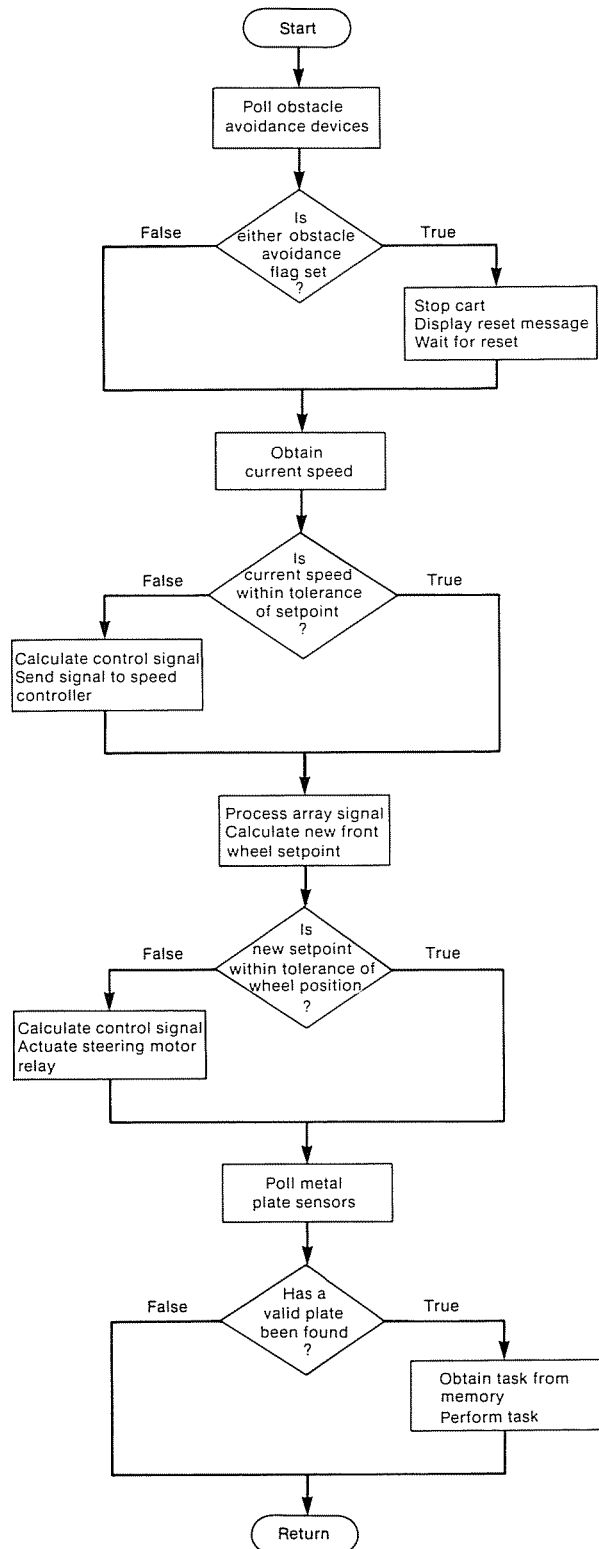 Start
Poll obstacle
avoidance devices
Is
either obstacle
avoidance
flag set
?
False
True
Stop cart
Display reset message
Wait for reset
Obtain
current speed
Is
current speed
within tolerance
of setpoint
?
False
True
Calculate control signal
Send signal to speed
controller
Process array signal
Calculate new front
wheel setpoint
Is
new setpoint
within tolerance of
wheel position
?
False
True
Calculate control signal
Actuate steering motor
relay
Poll metal
plate sensors
Has a
valid plate
been found
?
False
True
Obtain task from
memory
Perform task
Return